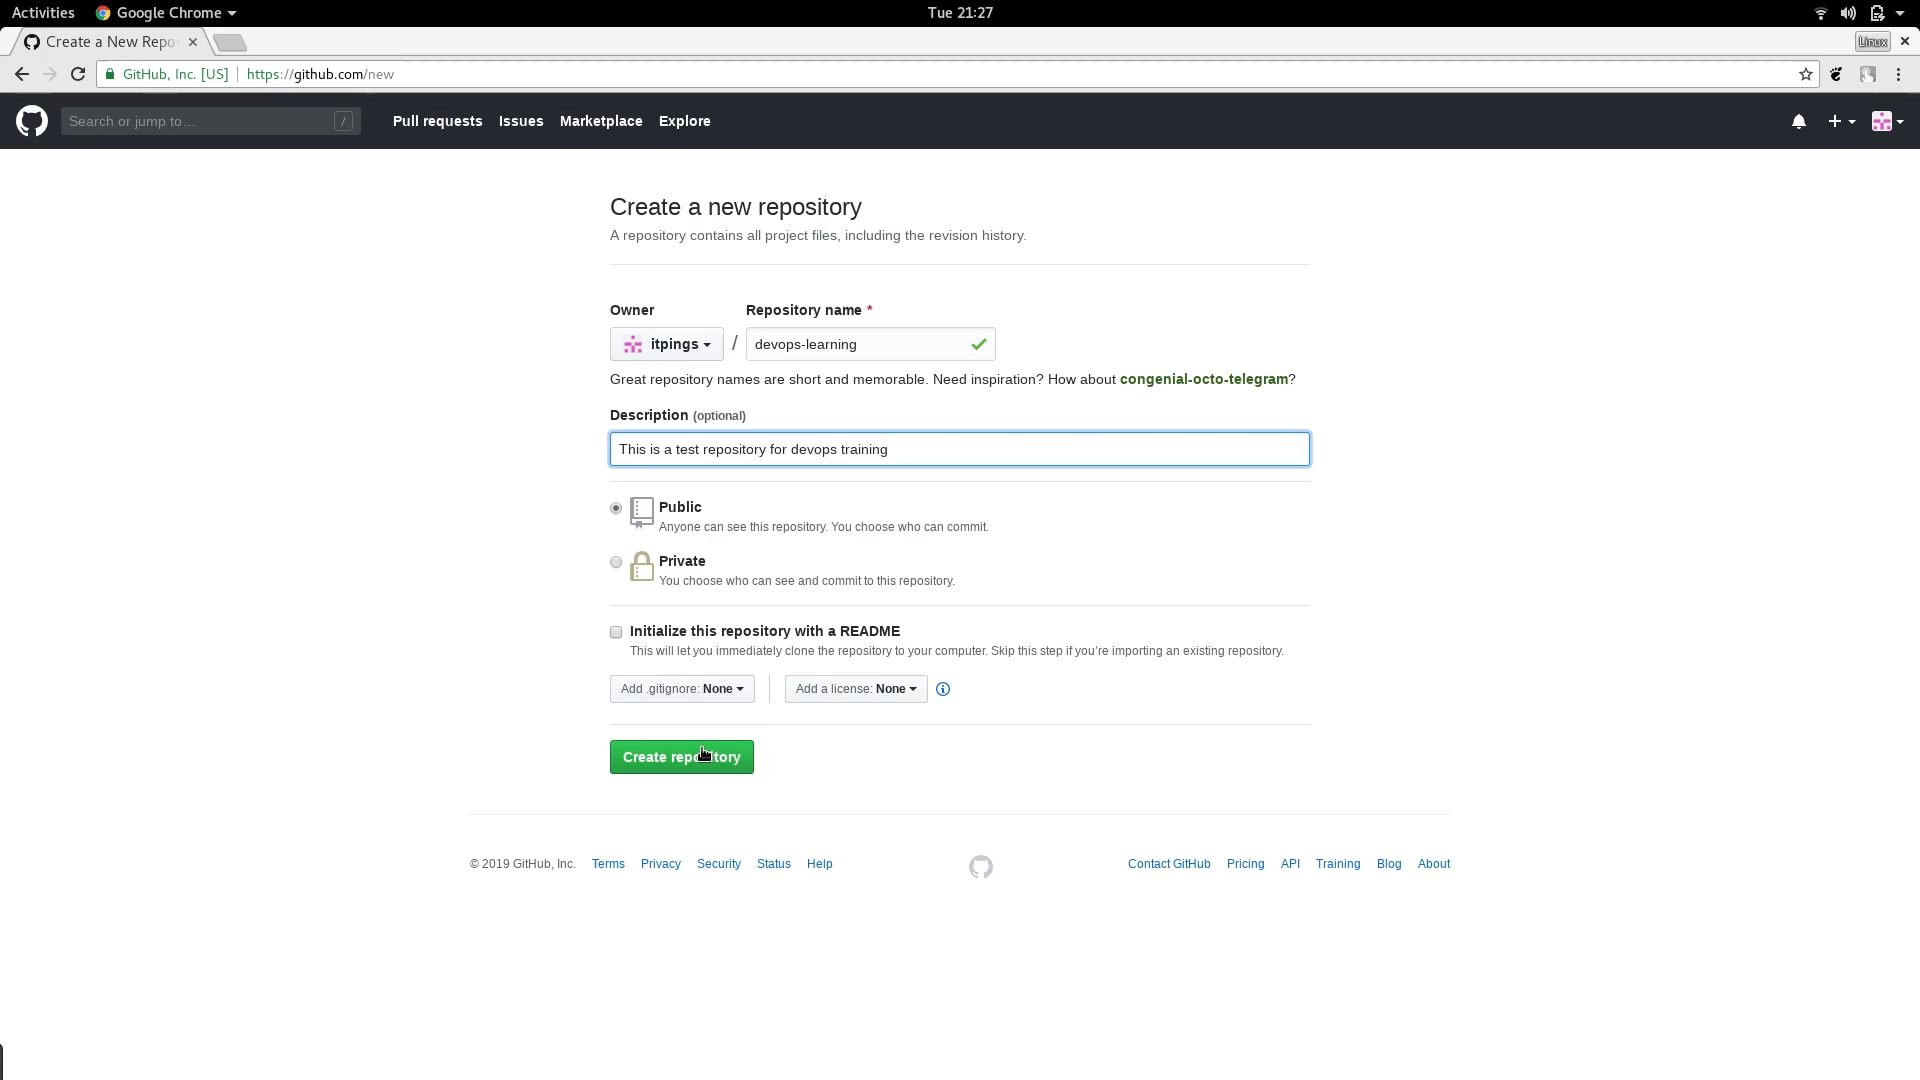 Activities Google Chrome Tue 21:27
Create a New Repo Linux
GitHub, Inc. [US] https://github.com/new
Search or jump to… / Pull requests Issues Marketplace Explore
Create a new repository
A repository contains all project files, including the revision history.
Owner Repository name *
itpings / devops-learning
Great repository names are short and memorable. Need inspiration? How about congenial-octo-telegram?
Description (optional)
This is a test repository for devops training
Public
Anyone can see this repository. You choose who can commit.
Private
You choose who can see and commit to this repository.
Initialize this repository with a README
This will let you immediately clone the repository to your computer. Skip this step if you’re importing an existing repository.
Add .gitignore: None Add a license: None
Create repository
© 2019 GitHub, Inc. Terms Privacy Security Status Help Contact GitHub Pricing API Training Blog About